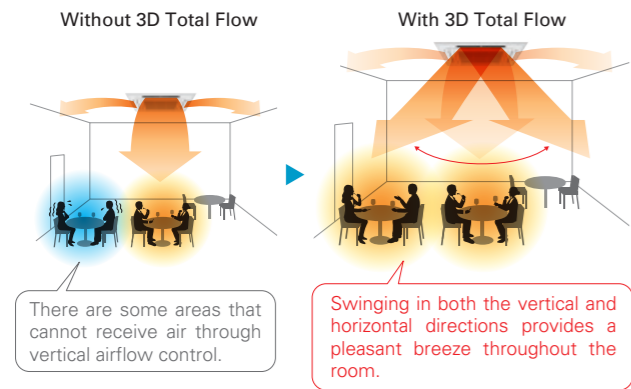 Without 3D Total Flow
With 3D Total Flow
There are some areas that
cannot receive air through
vertical airflow control.
Swinging in both the vertical and
horizontal directions provides a
pleasant breeze throughout the
room.